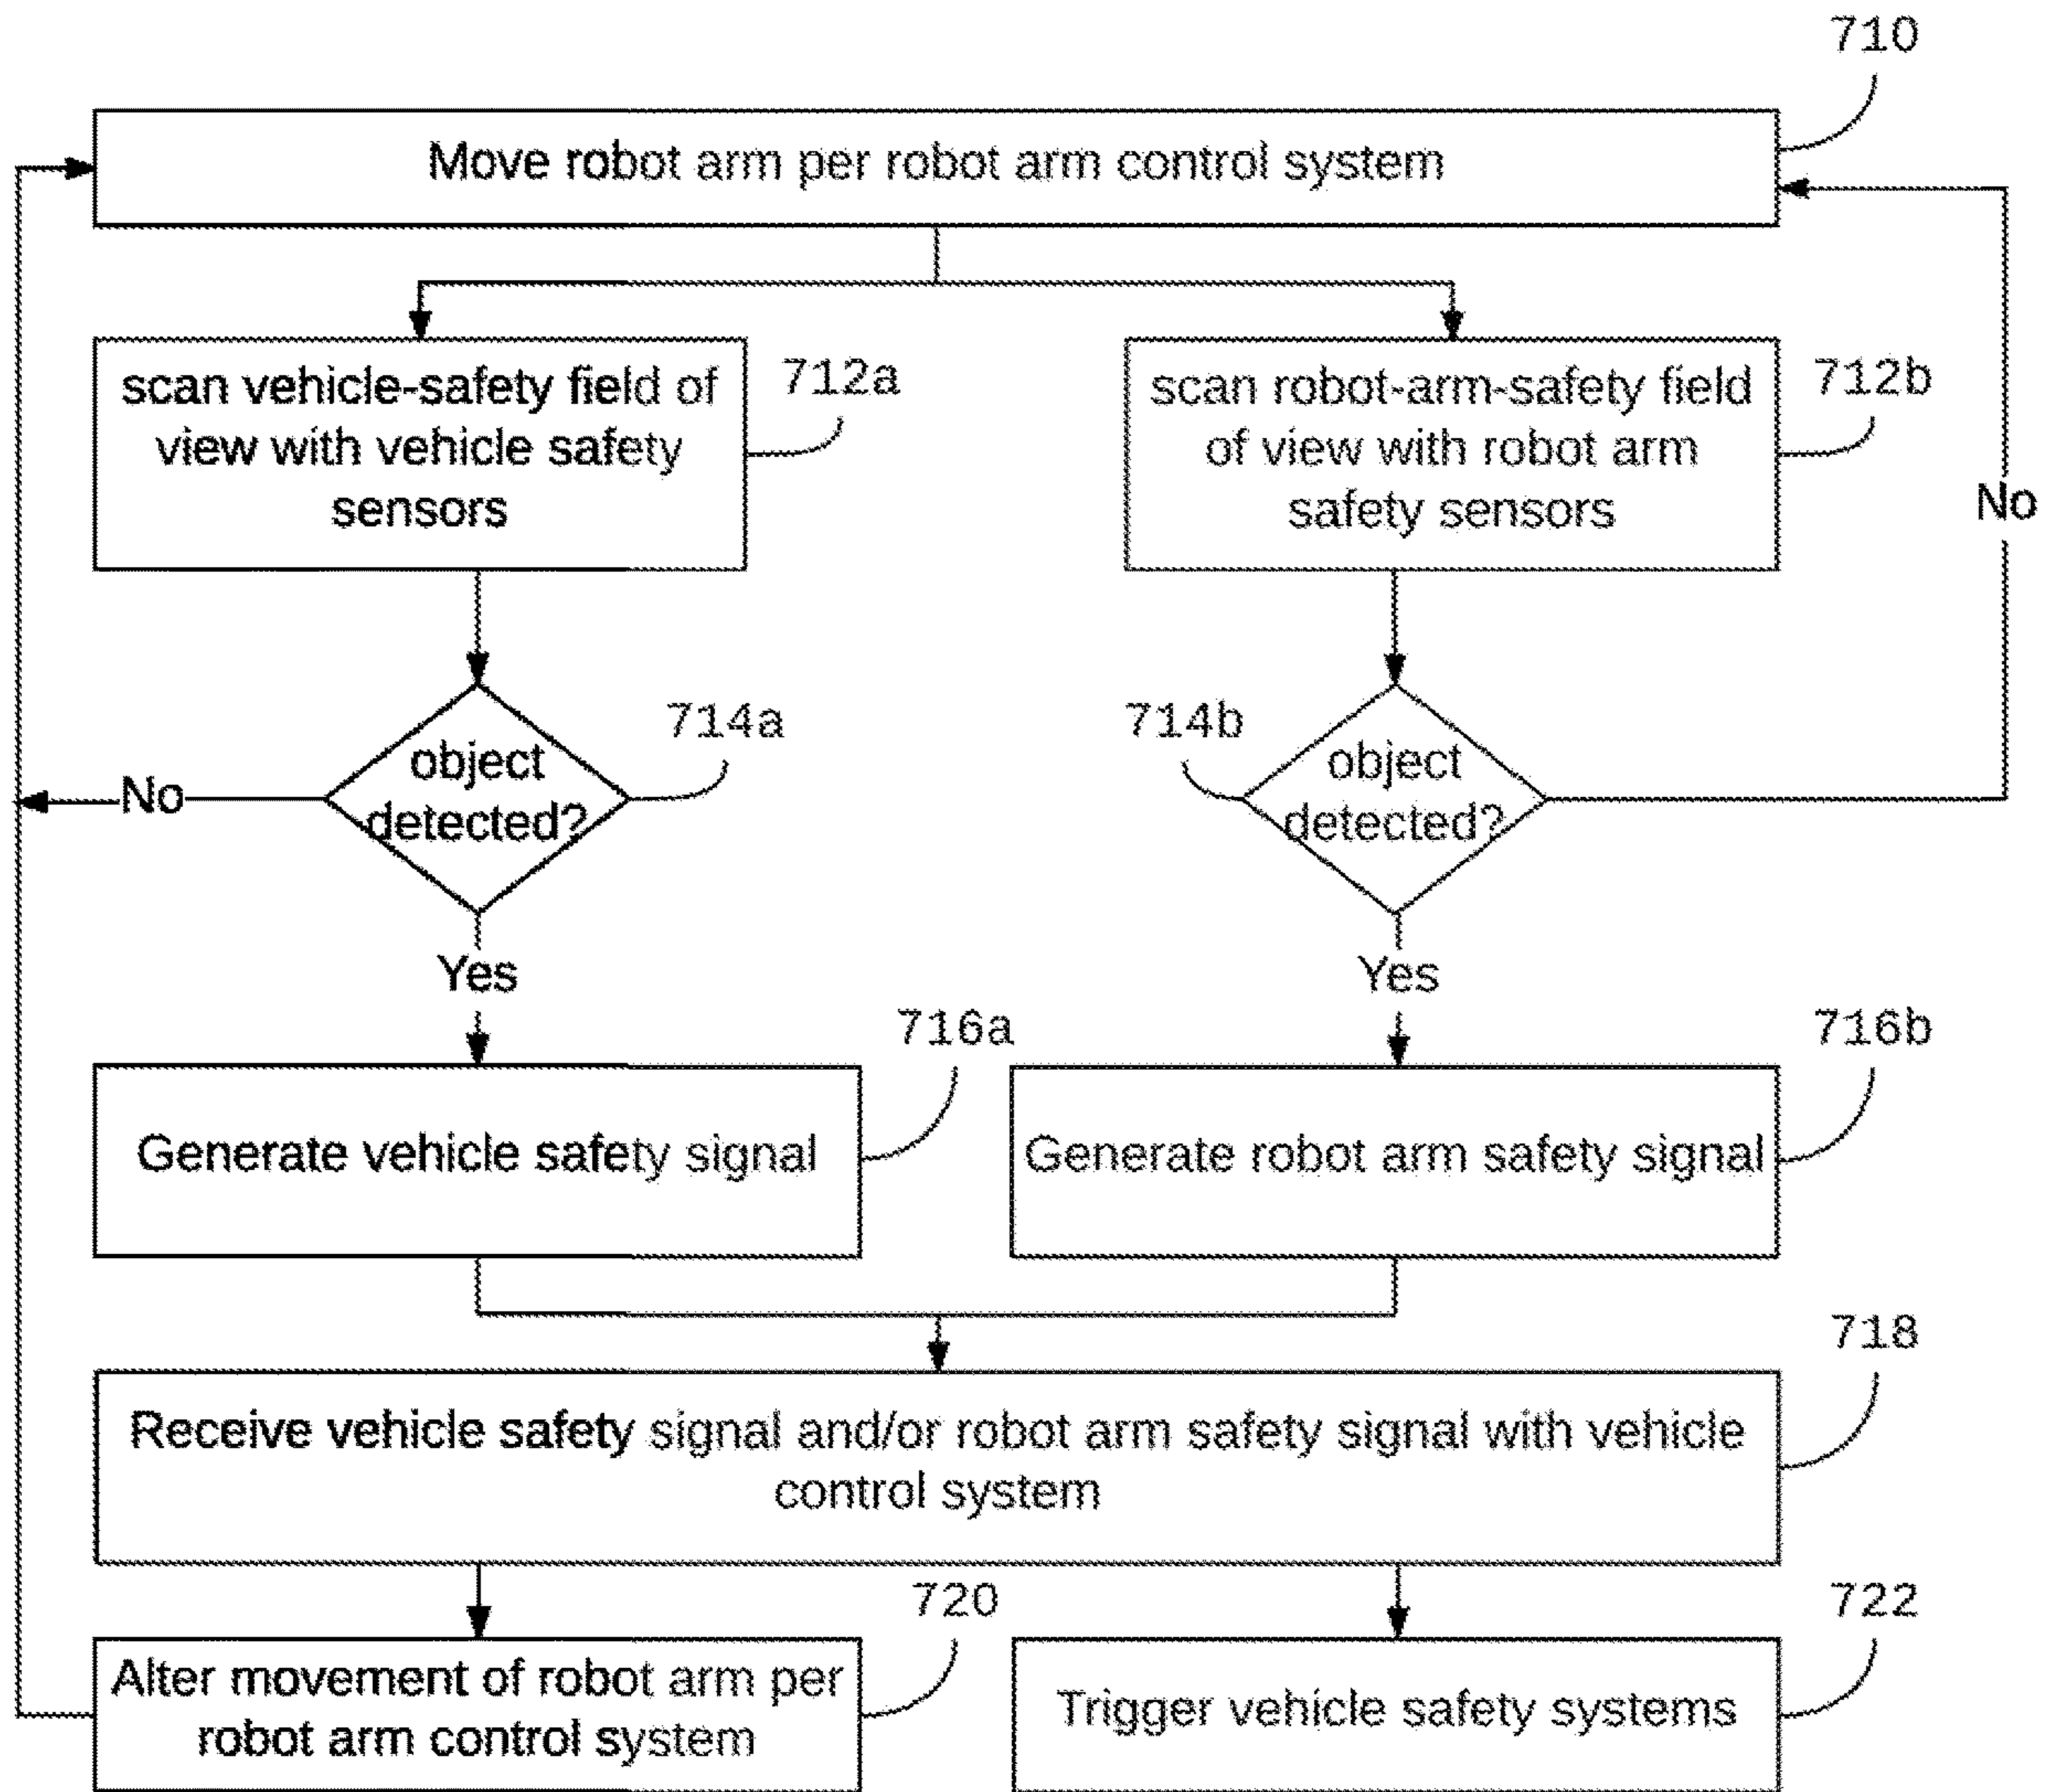 710
Move robot arm per robot arm control system
scan vehicle-safety field of
view with vehicle safety
sensors
712a
scan robot-arm-safety field
of view with robot arm
safety sensors
712b
No
object
detected?
714a
No
714b
object
detected?
Yes
Yes
716a
Generate vehicle safety signal
716b
Generate robot arm safety signal
718
Receive vehicle safety signal and/or robot arm safety signal with vehicle
control system
720
Alter movement of robot arm per
robot arm control system
722
Trigger vehicle safety systems